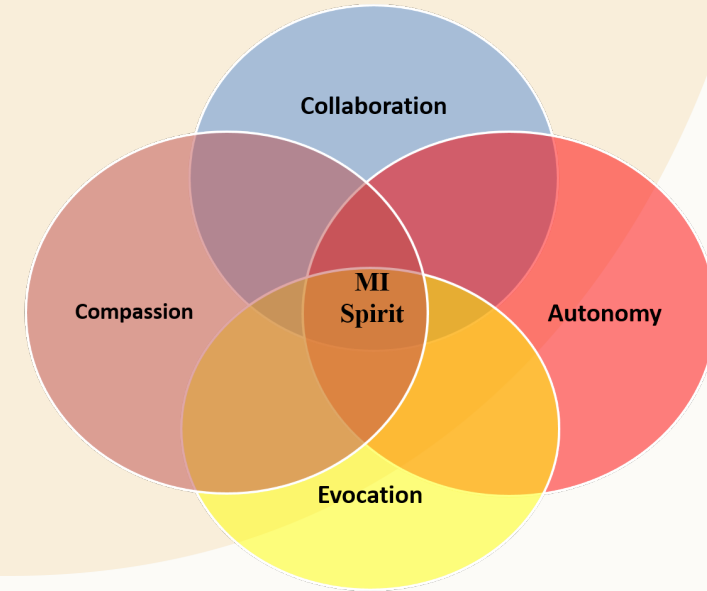 Collaboration
MI
Spirit
Compassion
Autonomy
Evocation